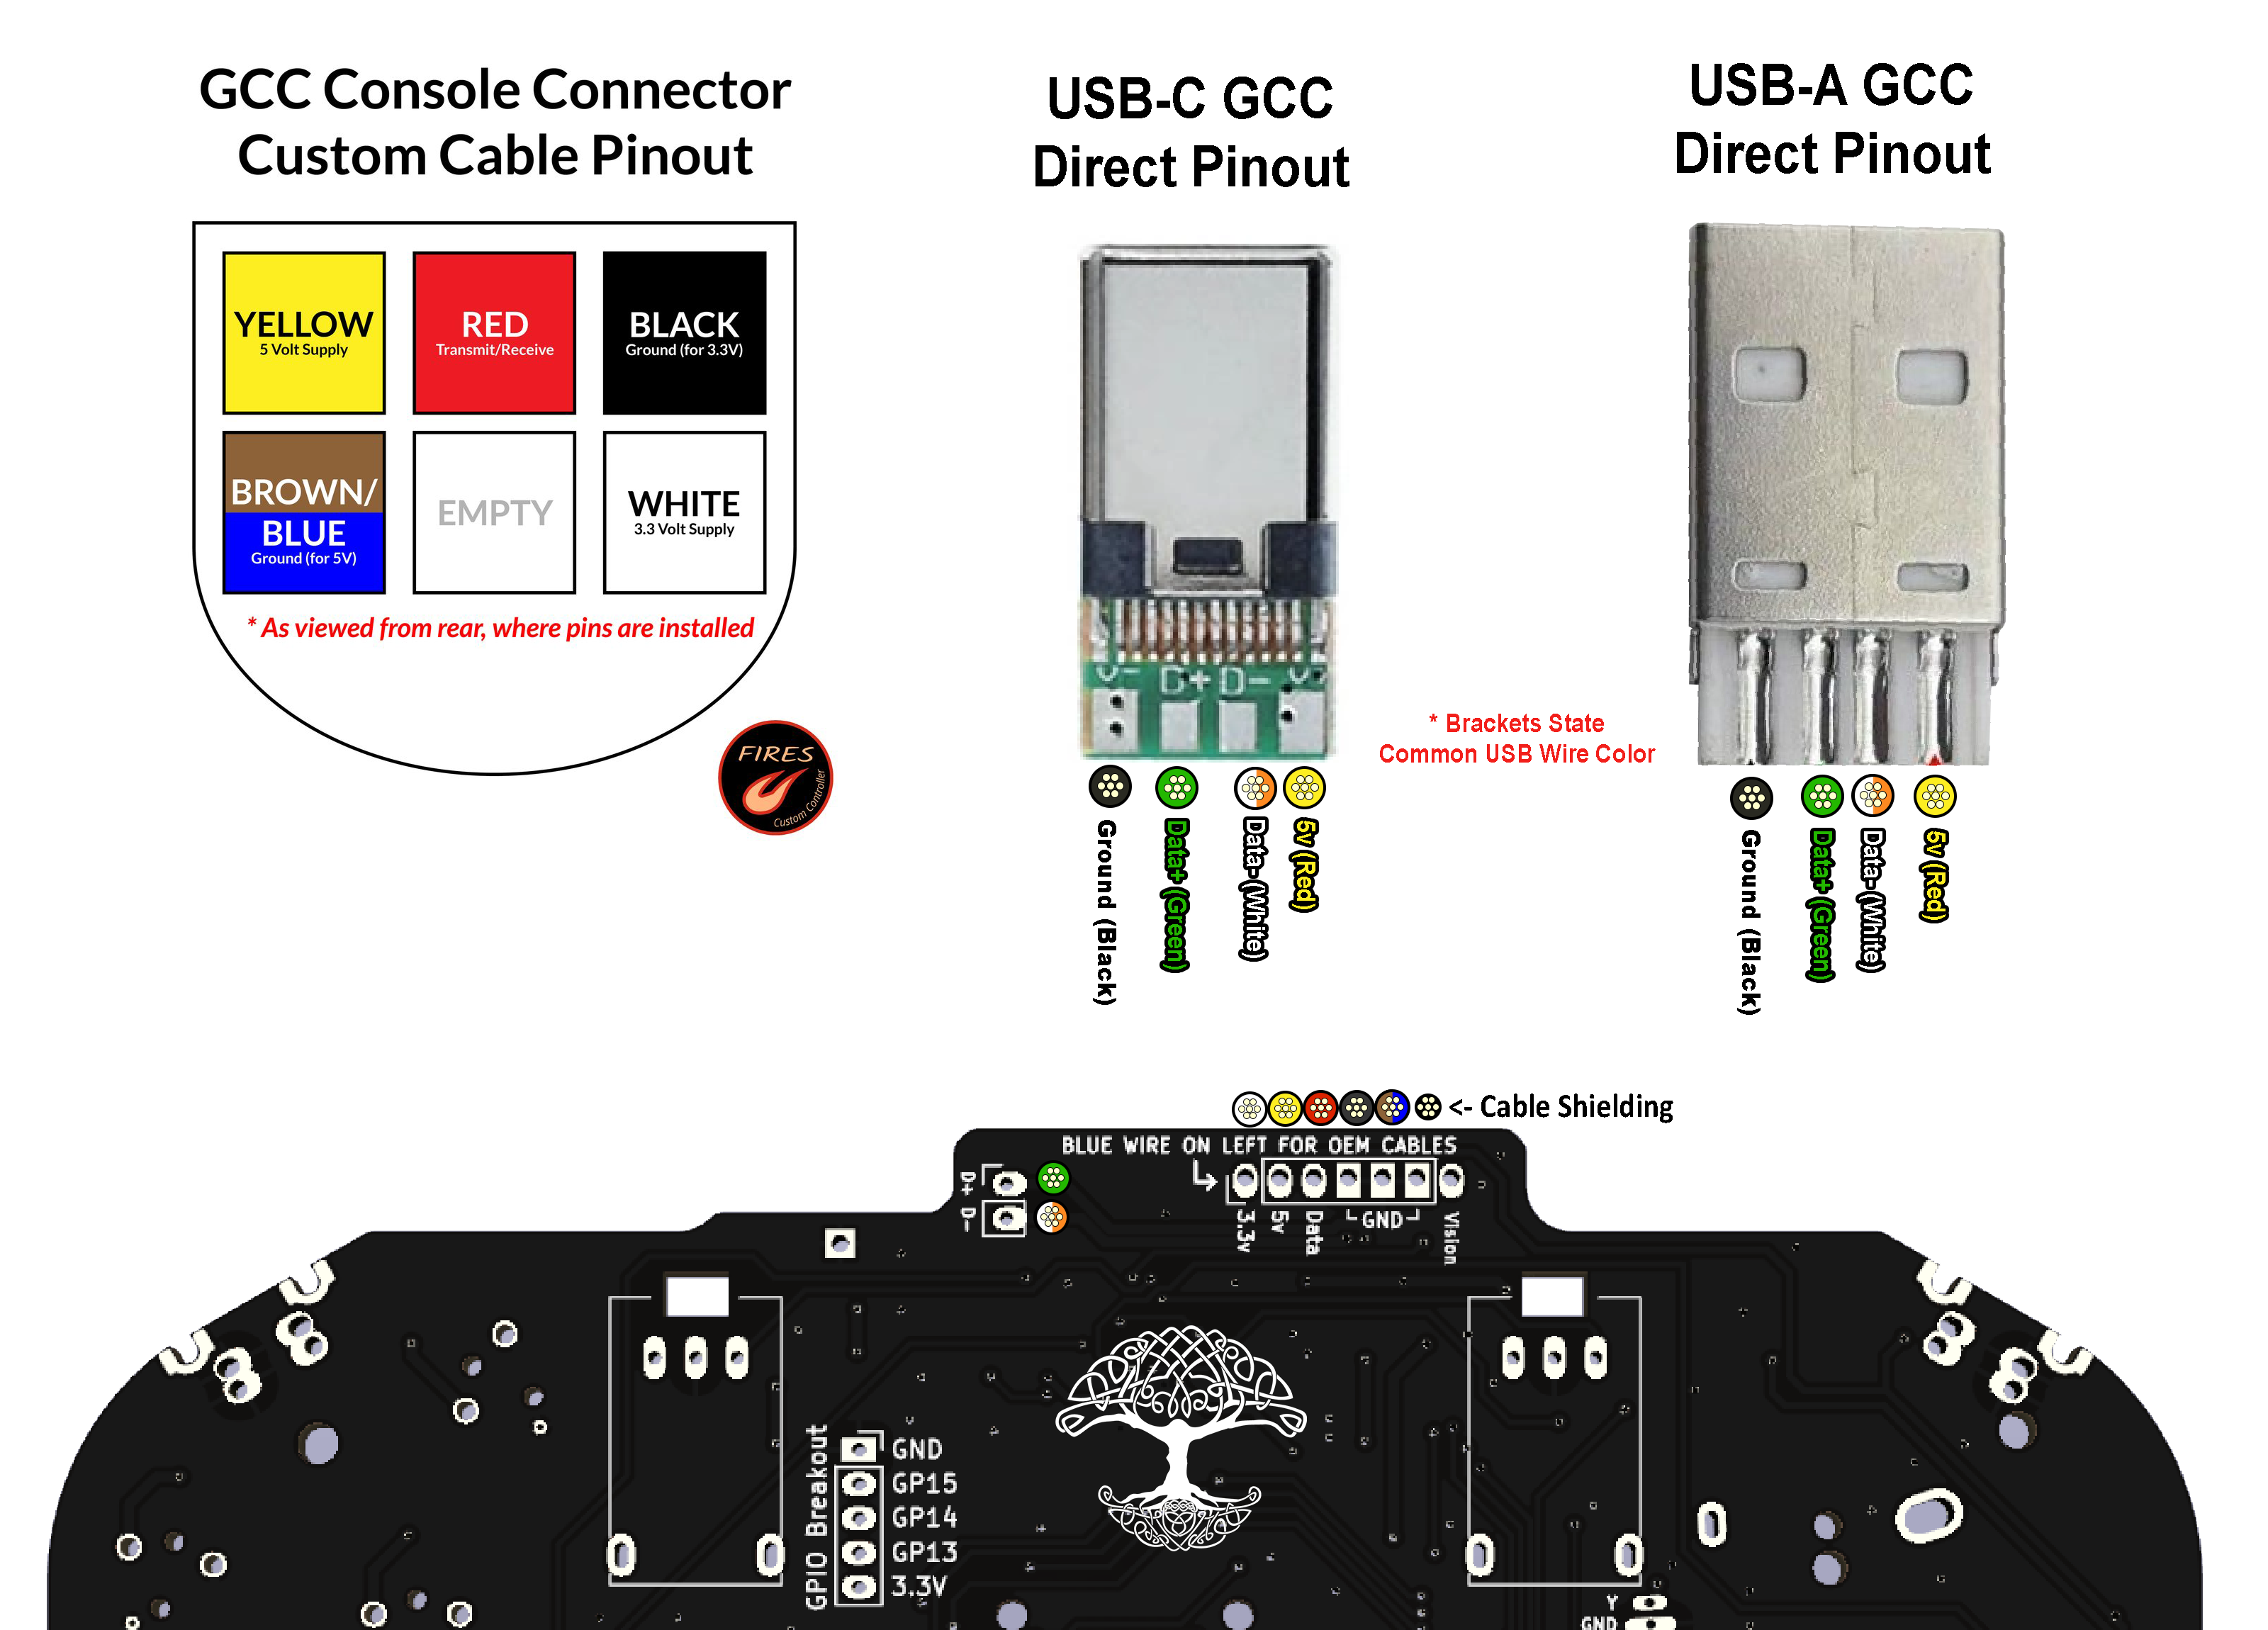 GCC Console Connector
Custom Cable Pinout
YELLOW
5 Volt Supply
RED
Transmit/Receive
BLACK
Ground (for 3.3V)
BROWN/
BLUE
Ground (for 5V)
EMPTY
WHITE
3.3 Volt Supply
* As viewed from rear, where pins are installed
FIRES
Custom Controller
USB-C GCC
Direct Pinout
V-
D+
D-
V
Ground (Black)
Data+ (Green)
Data- (White)
5v (Red)
* Brackets State
Common USB Wire Color
USB-A GCC
Direct Pinout
Ground (Black)
Data+ (Green)
Data- (White)
5v (Red)
<- Cable Shielding
BLUE WIRE ON LEFT FOR OEM CABLES
D+
D-
3.3v
5v
Data
GND
Vision
GPIO Breakout
GND
GP15
GP14
GP13
3.3V
Y
GND